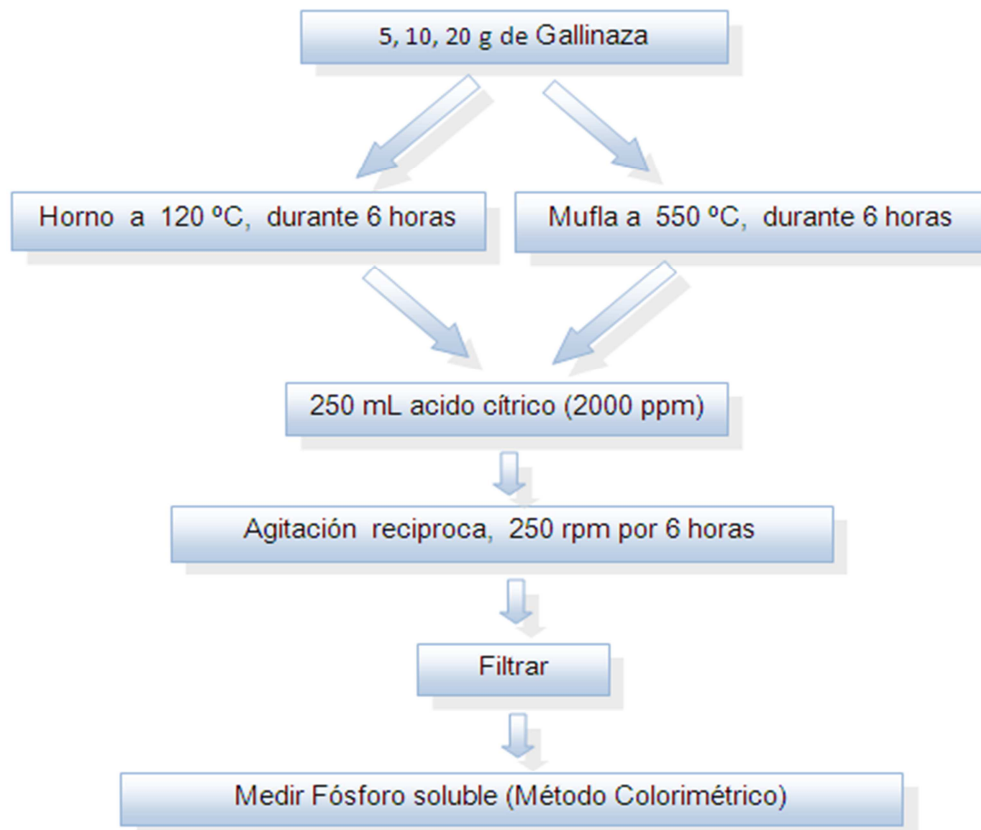 5, 10, 20 g de Gallinaza
Horno a 120 ºC, durante 6 horas
Mufla a 550 ºC, durante 6 horas
250 mL acido cítrico (2000 ppm)
Agitación reciproca, 250 rpm por 6 horas
Filtrar
Medir Fósforo soluble (Método Colorimétrico)